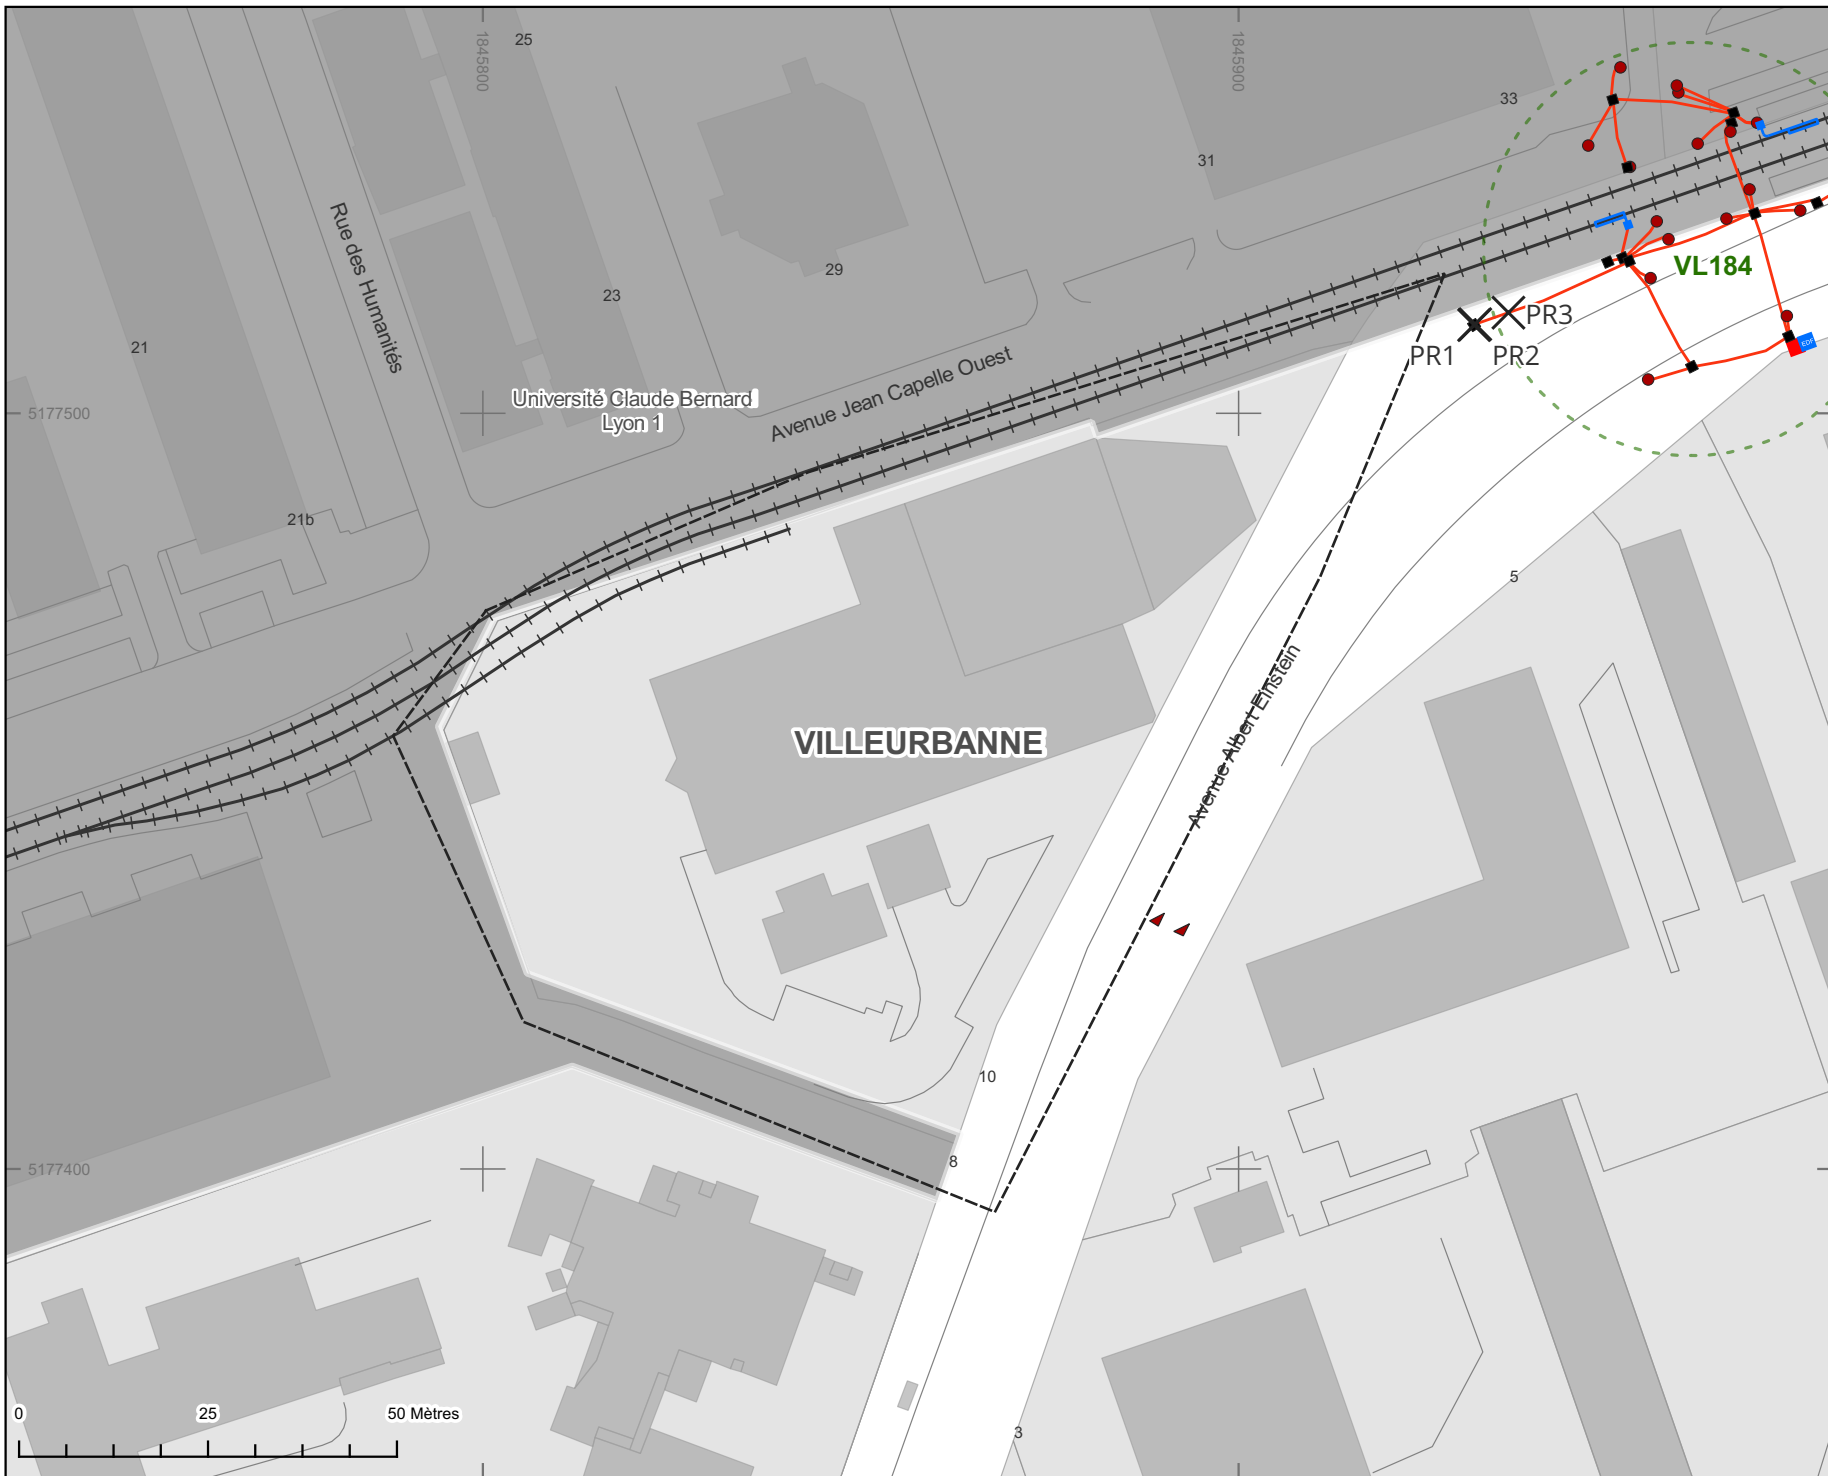 25
1845800
1845900
33
31
Rue des Humanités
29
23
VL184
PR3
21
EDF
PR1
PR2
Avenue Jean Capelle Ouest
Université Claude Bernard
Lyon 1
5177500
21b
5
Avenue Albert Einstein
VILLEURBANNE
10
8
5177400
0
25
50 Mètres
3